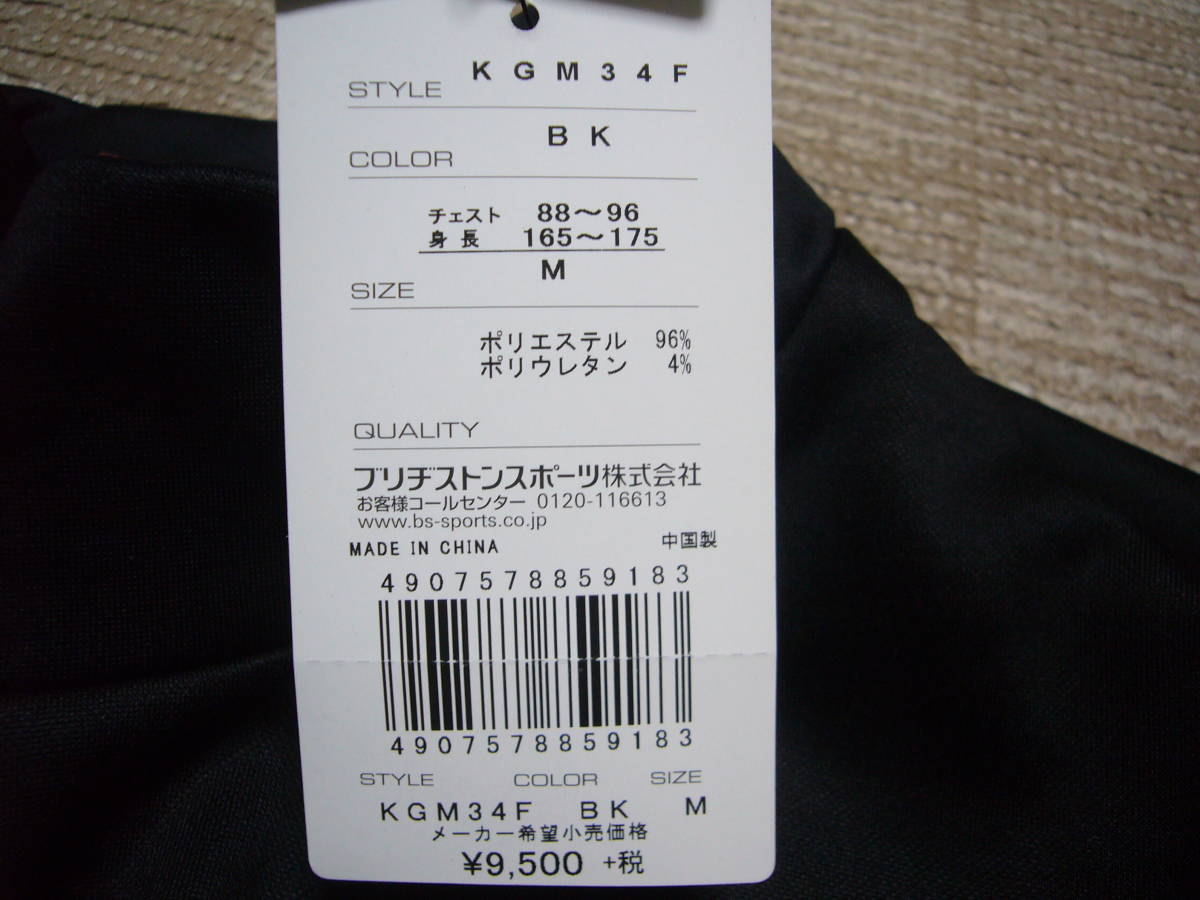 KGM34F
STYLE
BK
COLOR
チェスト 88〜96
身長 165〜175
M
SIZE
ポリエステル 96%
ポリウレタン 4%
QUALITY
ブリヂストンスポーツ株式会社
お客様コールセンター 0120-116613
www.bs-sports.co.jp
MADE IN CHINA 中国製
4907578859183
4907578859183
STYLE COLOR SIZE
KGM34F BK M
メーカー希望小売価格
¥9,500 +税